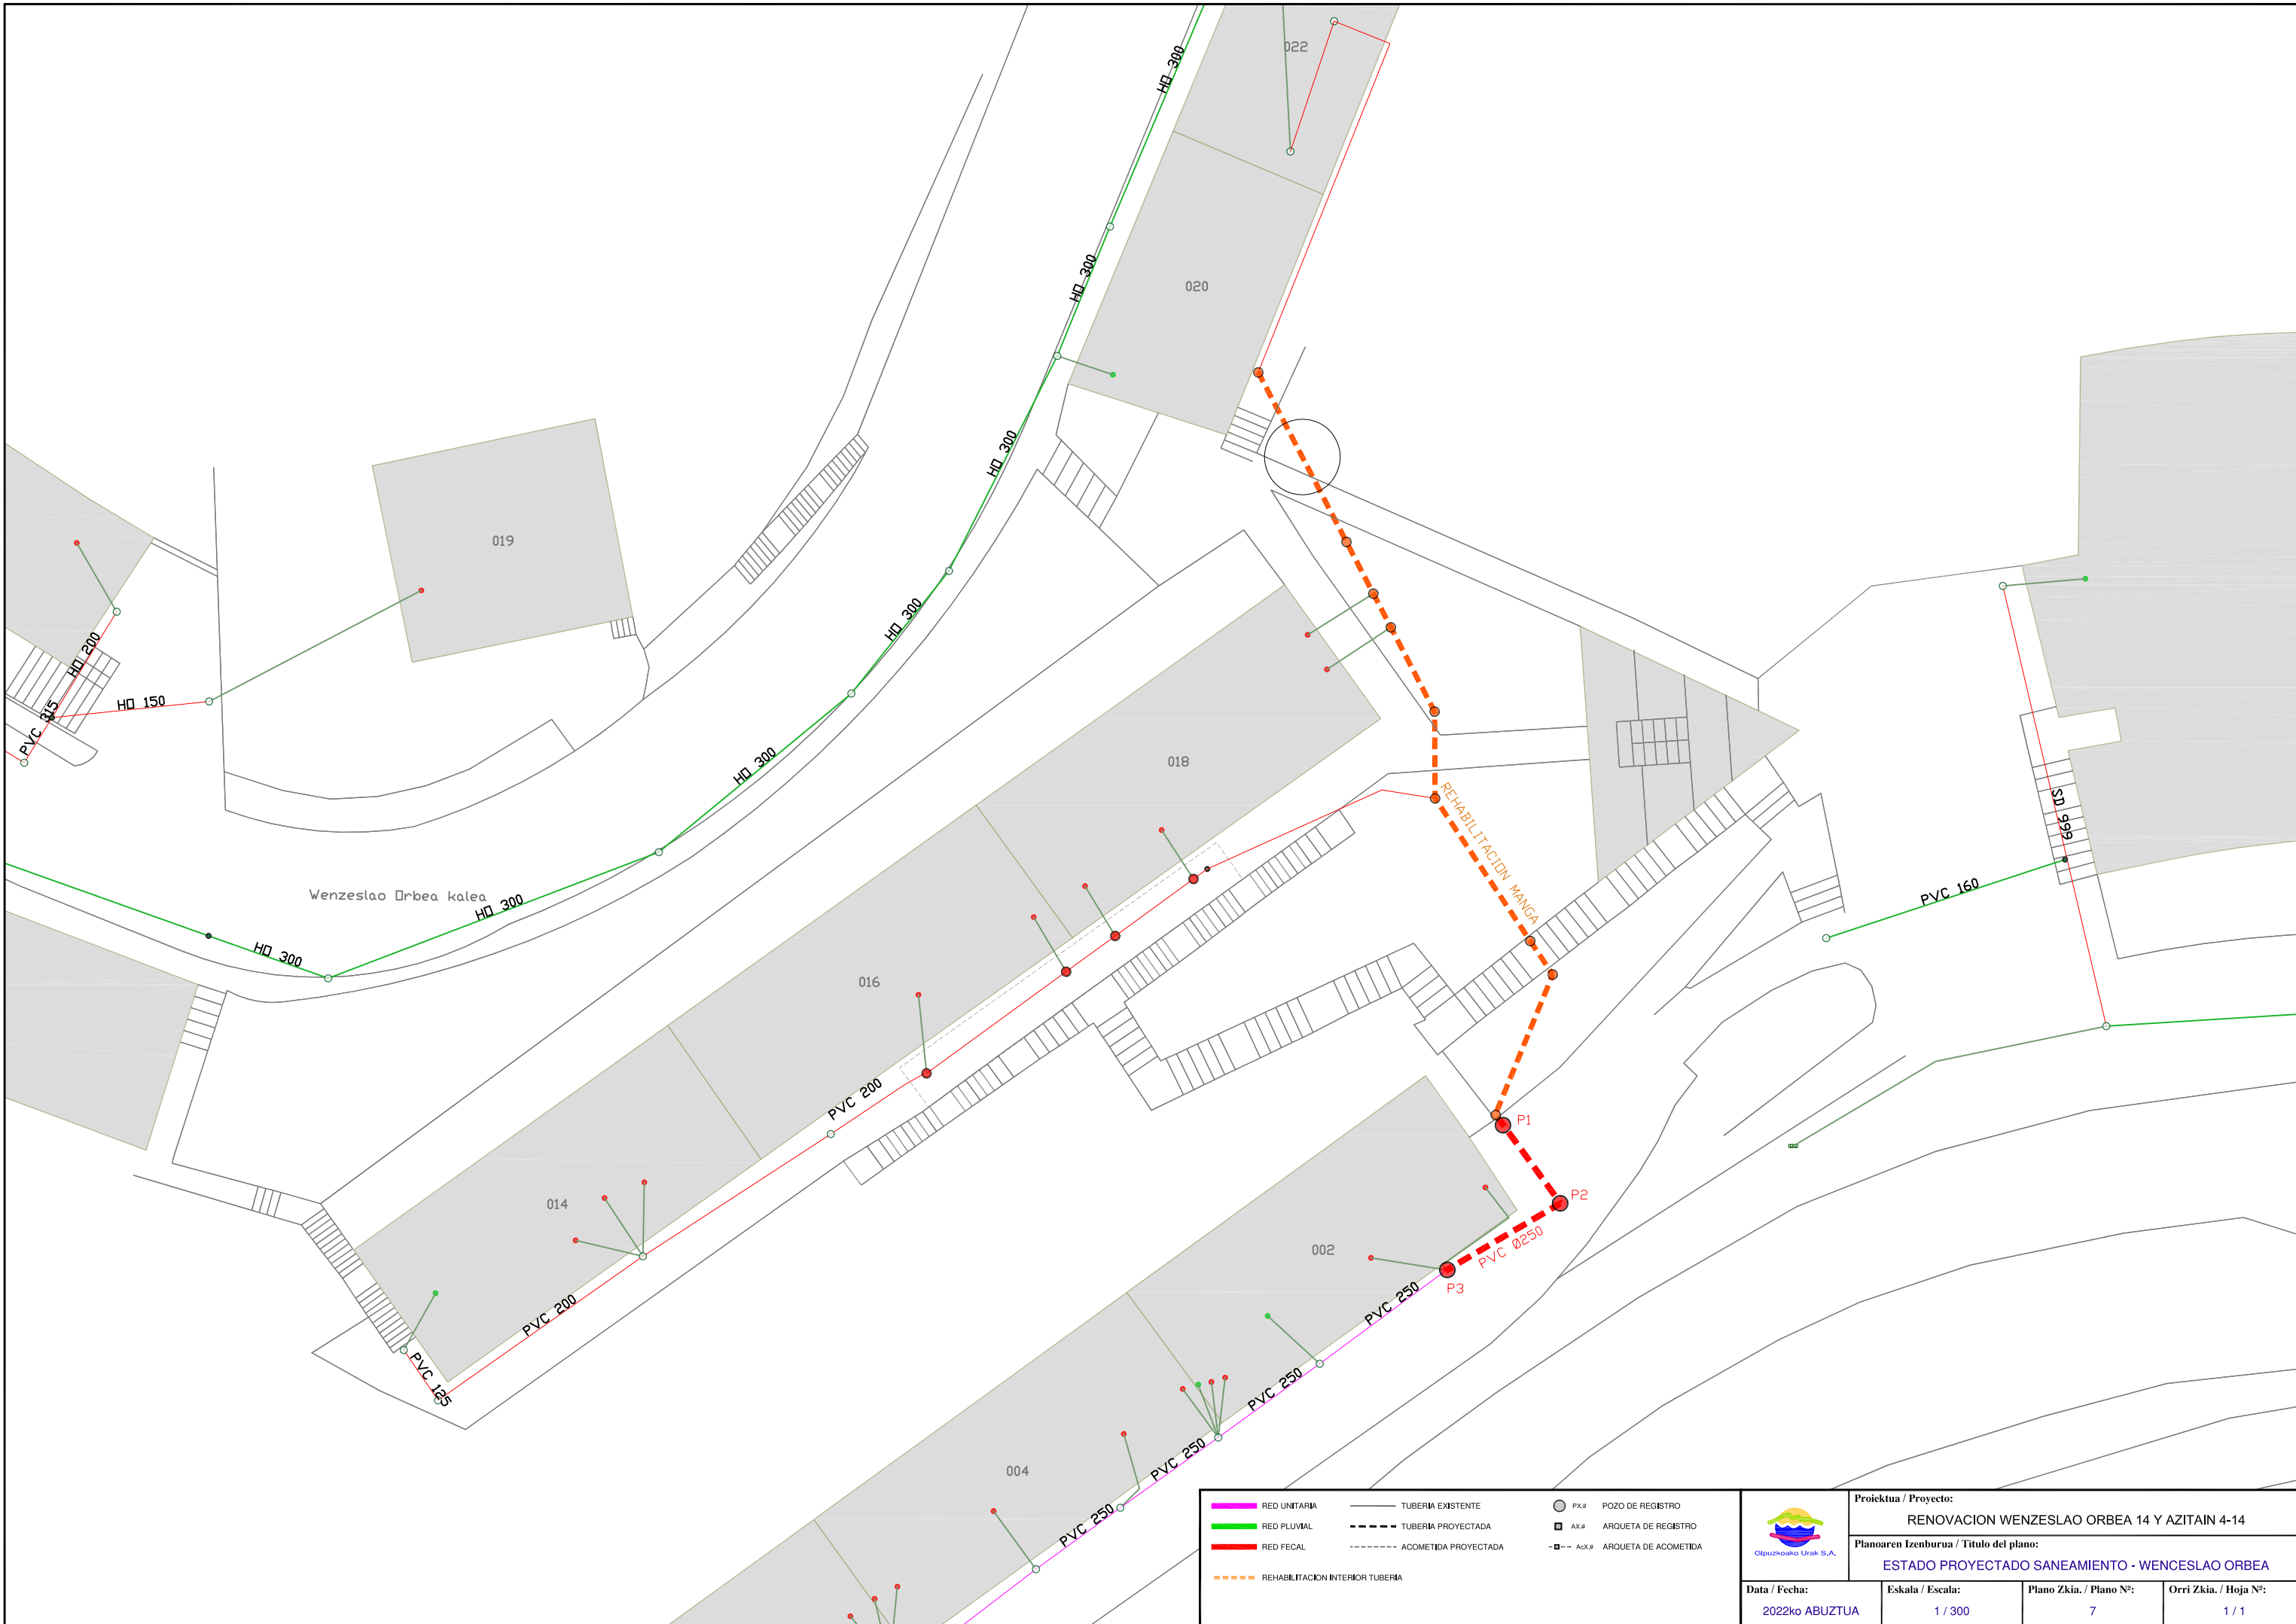 022
HD 300
HD 300
020
HD 300
019
HD 300
HD 200
HD 150
PVC 315
018
HD 300
REHABILITACION MANGA
SD 999
PVC 160
Wenzeslao Orbea kalea
HD 300
HD 300
016
PVC 200
P1
014
P2
002
PVC Ø250
P3
PVC 200
PVC 250
PVC 125
PVC 250
004
PVC 250
PVC 250
RED UNITARIA
TUBERIA EXISTENTE
PX.# POZO DE REGISTRO
RED PLUVIAL
TUBERIA PROYECTADA
AX.# ARQUETA DE REGISTRO
RED FECAL
ACOMETIDA PROYECTADA
AcX.# ARQUETA DE ACOMETIDA
REHABILITACION INTERIOR TUBERIA
Gipuzkoako Urak S.A.
Proiektua / Proyecto:
RENOVACION WENZESLAO ORBEA 14 Y AZITAIN 4-14
Planoaren Izenburua / Titulo del plano:
ESTADO PROYECTADO SANEAMIENTO - WENCESLAO ORBEA
Data / Fecha:
2022ko ABUZTUA
Eskala / Escala:
1 / 300
Plano Zkia. / Plano Nº:
7
Orri Zkia. / Hoja Nº:
1 / 1